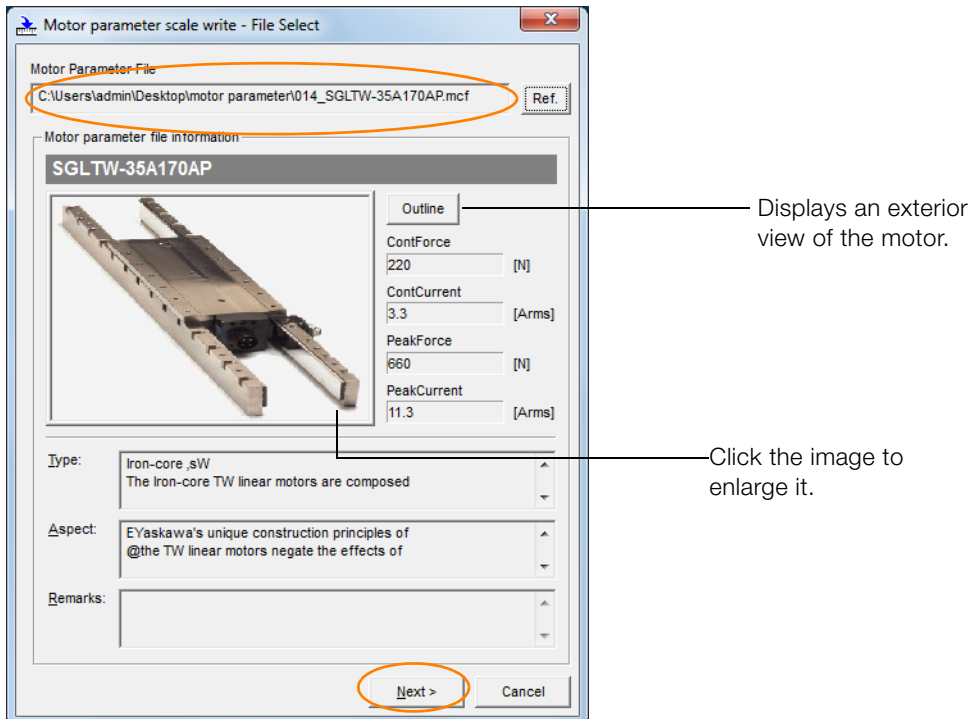 Motor parameter scale write - File Select
Motor Parameter File
C:\Users\admin\Desktop\motor parameter\014_SGLTW-35A170AP.mcf
Ref.
Motor parameter file information
SGLTW-35A170AP
Outline
Displays an exterior
view of the motor.
ContForce
220 [N]
ContCurrent
3.3 [Arms]
PeakForce
660 [N]
PeakCurrent
11.3 [Arms]
Click the image to
enlarge it.
Type:
Iron-core ,sW
The Iron-core TW linear motors are composed
Aspect:
EYaskawa's unique construction principles of
@the TW linear motors negate the effects of
Remarks:
Next >
Cancel